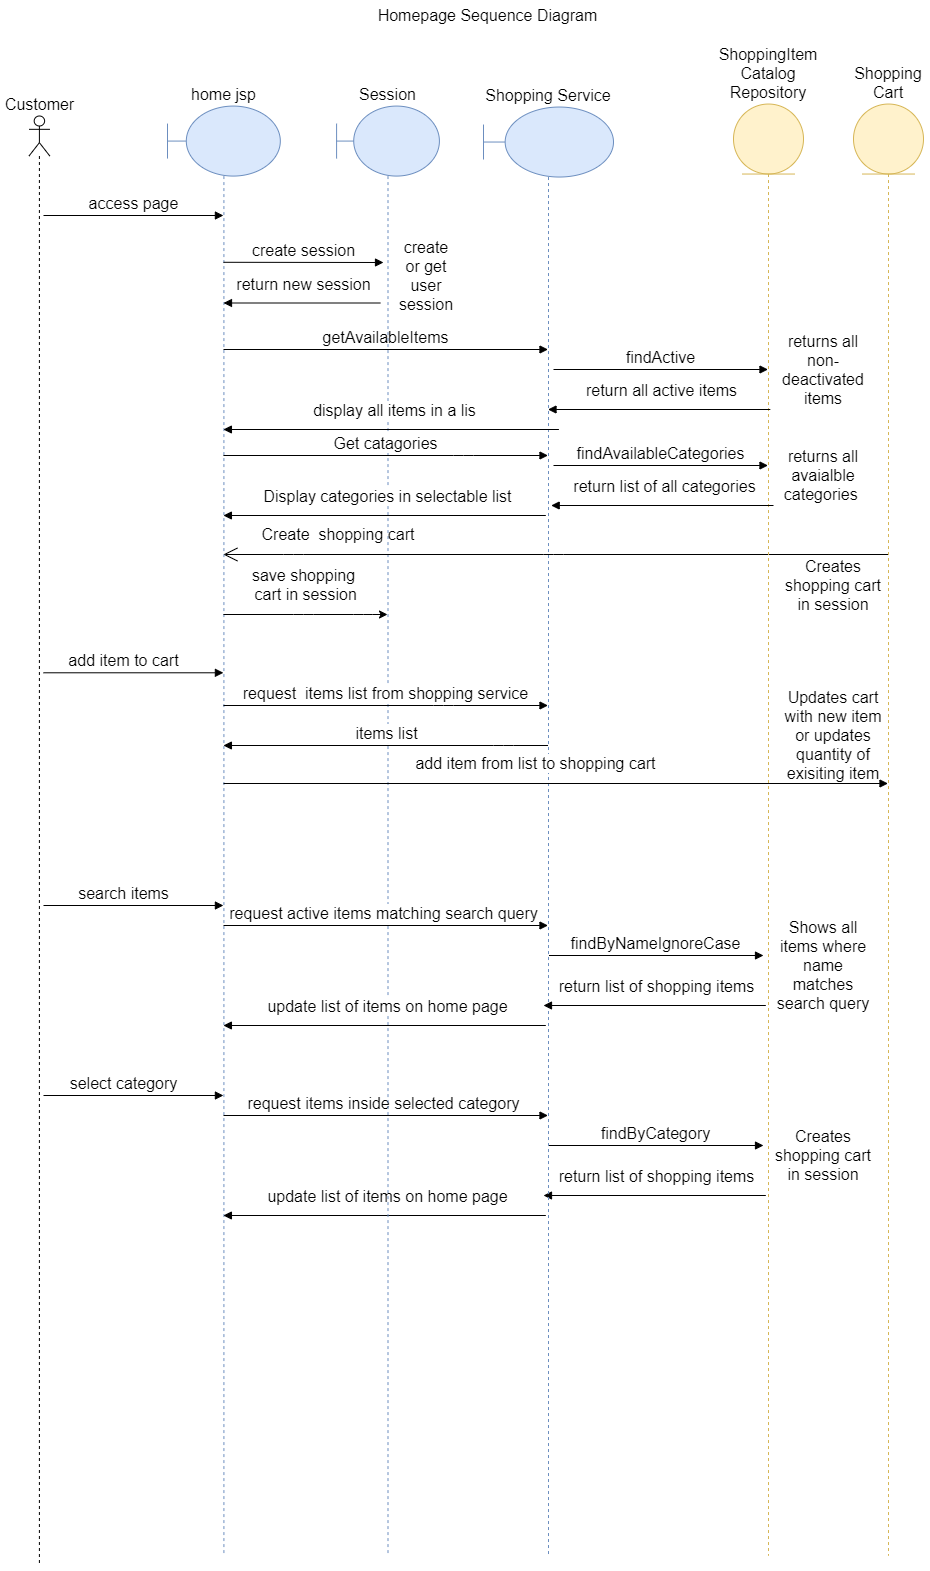 Homepage Sequence Diagram
ShoppingItem
Catalog
Repository
Shopping
Cart
Customer
home jsp
Session
Shopping Service
access page
create session
create
or get
user
session
return new session
getAvailableItems
findActive
returns all
non-
deactivated
items
return all active items
display all items in a lis
Get catagories
findAvailableCategories
returns all
avaialble
categories
return list of all categories
Display categories in selectable list
Create  shopping cart
Creates
shopping cart
in session
save shopping
cart in session
add item to cart
request  items list from shopping service
Updates cart
with new item
or updates
quantity of
exisiting item
items list
add item from list to shopping cart
search items
request active items matching search query
findByNameIgnoreCase
Shows all
items where
name
matches
search query
return list of shopping items
update list of items on home page
select category
request items inside selected category
findByCategory
Creates
shopping cart
in session
return list of shopping items
update list of items on home page